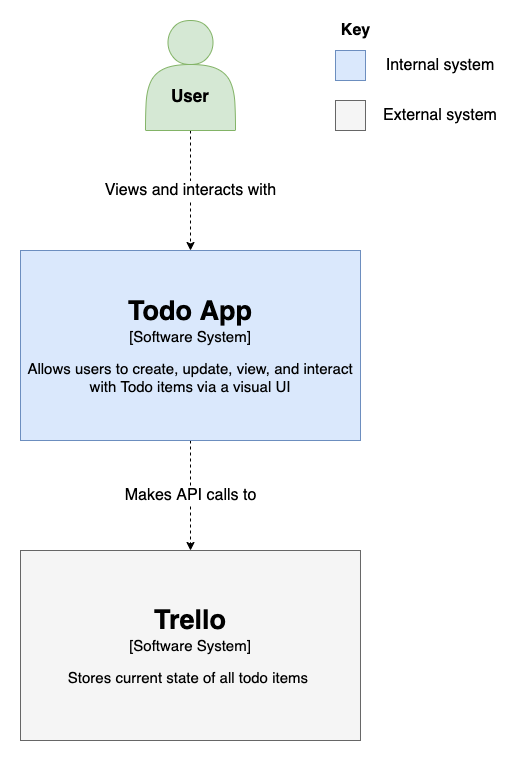 Key
Internal system
External system
User
Views and interacts with
Todo App
[Software System]
Allows users to create, update, view, and interact
with Todo items via a visual UI
Makes API calls to
Trello
[Software System]
Stores current state of all todo items